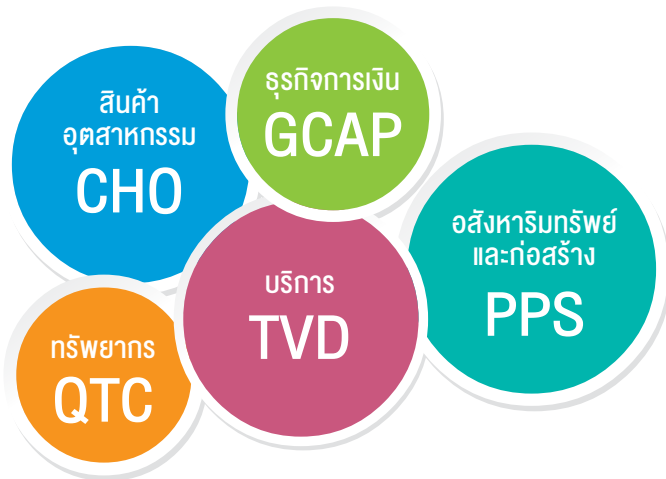 สินค้า
อุตสาหกรรม
CHO
ธุรกิจการเงิน
GCAP
อสังหาริมทรัพย์
และก่อสร้าง
PPS
บริการ
TVD
ทรัพยากร
QTC